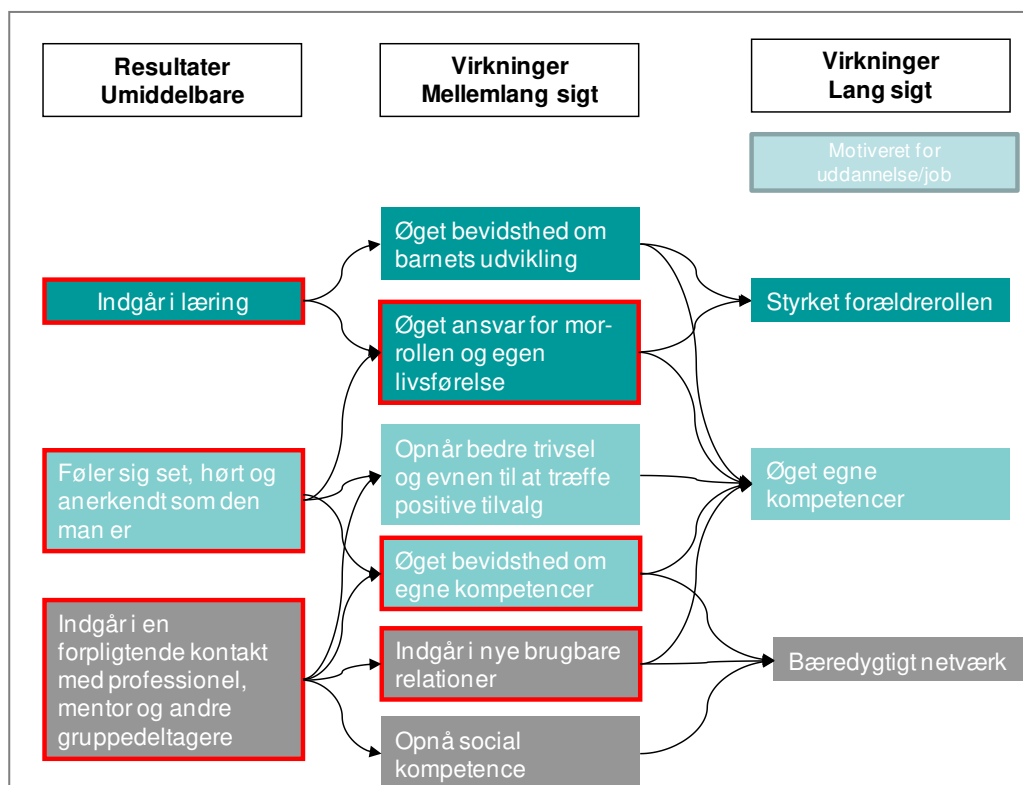 Resultater
Umiddelbare
Virkninger
Mellemlang sigt
Virkninger
Lang sigt
Motiveret for
uddannelse/job
Øget bevidsthed om
barnets udvikling
Indgår i læring
Styrket forældrerollen
Øget ansvar for mor-
rollen og egen
livsførelse
Føler sig set, hørt og
anerkendt som den
man er
Opnår bedre trivsel
og evnen til at træffe
positive tilvalg
Øget egne
kompetencer
Øget bevidsthed om
egne kompetencer
Indgår i en
forpligtende kontakt
med professionel,
mentor og andre
gruppedeltagere
Indgår i nye brugbare
relationer
Bæredygtigt netværk
Opnå social
kompetence